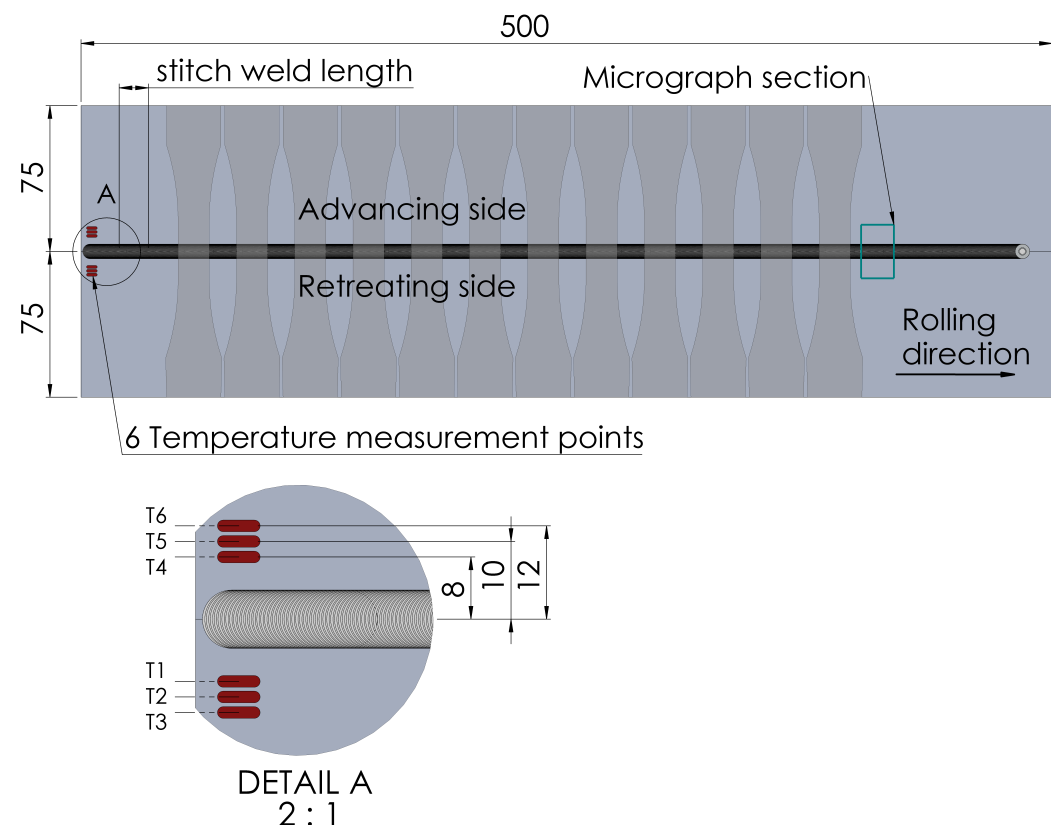 500
stitch weld length
Micrograph section
75
A
Advancing side
Retreating side
75
Rolling
direction
6 Temperature measurement points
T6
T5
T4
8
10
12
T1
T2
T3
DETAIL A
2 : 1